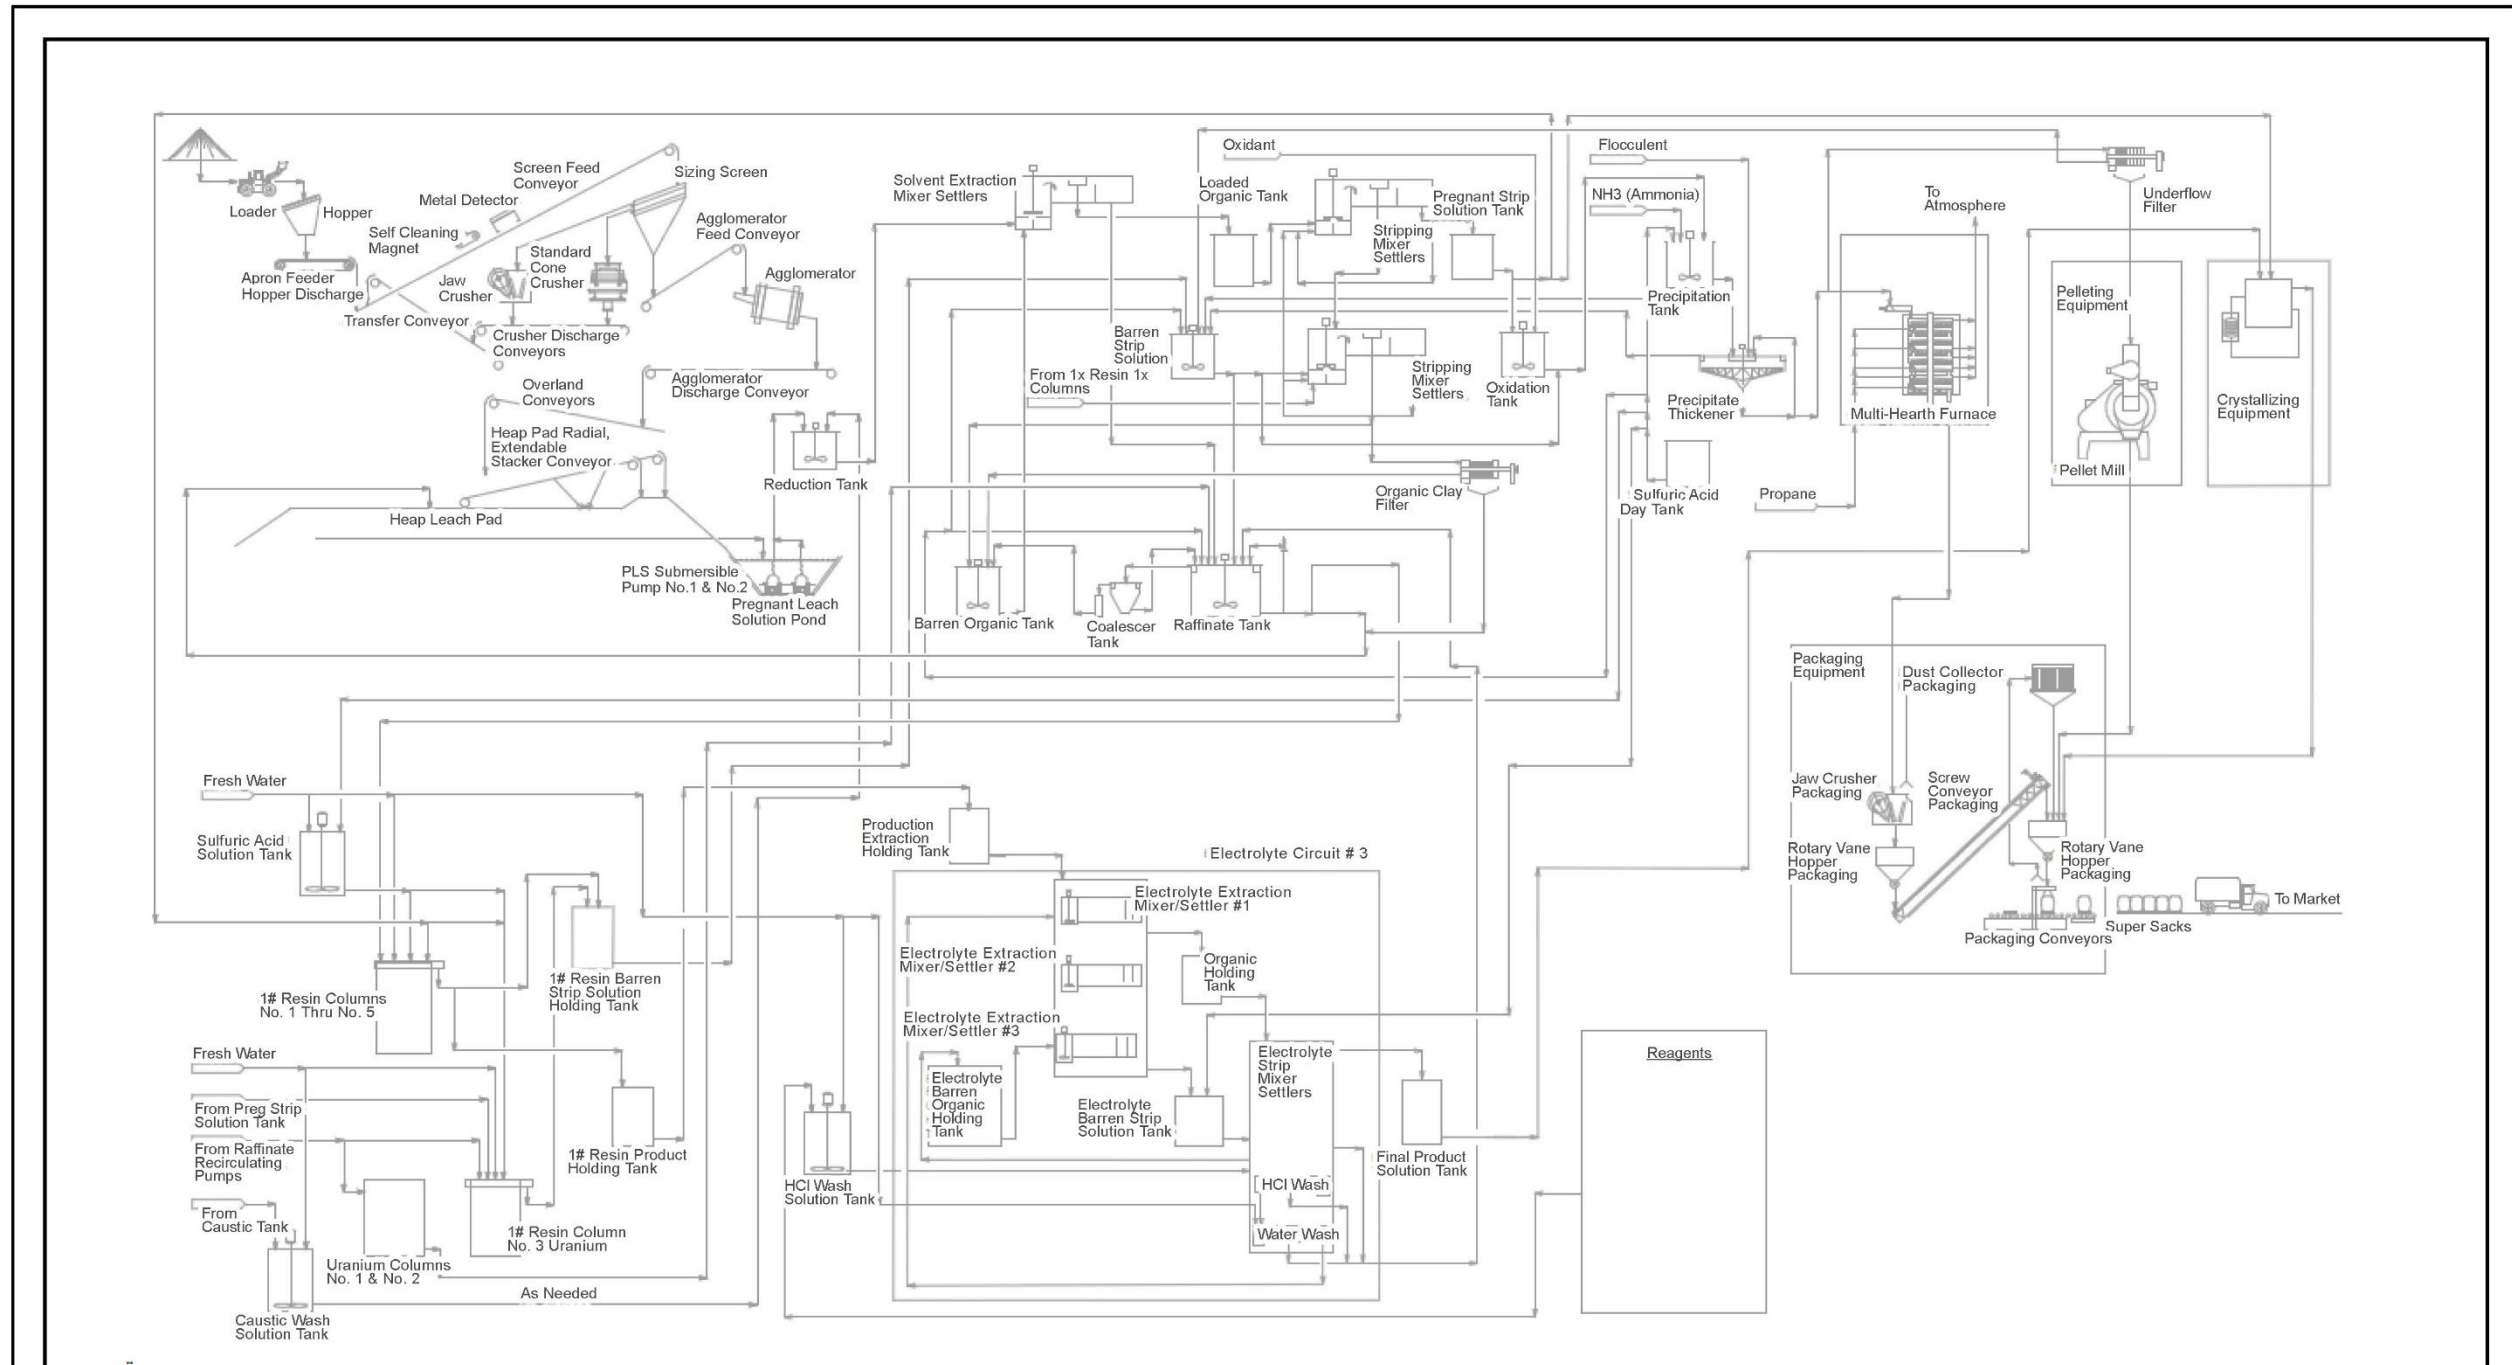 Screen Feed
Conveyor
Sizing Screen
Metal Detector
Loader
Hopper
Self Cleaning
Magnet
Agglomerator
Feed Conveyor
Standard
Cone
Crusher
Apron Feeder
Hopper Discharge
Jaw
Crusher
Agglomerator
Transfer Conveyor
Crusher Discharge
Conveyors
Overland
Conveyors
Agglomerator
Discharge Conveyor
Heap Pad Radial,
Extendable
Stacker Conveyor
Heap Leach Pad
Reduction Tank
PLS Submersible
Pump No.1 & No.2
Pregnant Leach
Solution Pond
Solvent Extraction
Mixer Settlers
Oxidant
Loaded
Organic Tank
Pregnant Strip
Solution Tank
Stripping
Mixer
Settlers
Barren
Strip
Solution
From 1x Resin 1x
Columns
Stripping
Mixer
Settlers
Oxidation
Tank
Organic Clay
Filter
Barren Organic Tank
Coalescer
Tank
Raffinate Tank
Flocculent
NH3 (Ammonia)
Precipitation
Tank
Precipitate
Thickener
Sulfuric Acid
Day Tank
To
Atmosphere
Multi-Hearth Furnace
Propane
Underflow
Filter
Pelleting
Equipment
Pellet Mill
Crystallizing
Equipment
Packaging
Equipment
Dust Collector
Packaging
Jaw Crusher
Packaging
Screw
Conveyor
Packaging
Rotary Vane
Hopper
Packaging
Rotary Vane
Hopper
Packaging
Packaging Conveyors
Super Sacks
To Market
Fresh Water
Sulfuric Acid
Solution Tank
1# Resin Columns
No. 1 Thru No. 5
1# Resin Barren
Strip Solution
Holding Tank
Fresh Water
From Preg Strip
Solution Tank
From Raffinate
Recirculating
Pumps
From
Caustic Tank
1# Resin Product
Holding Tank
1# Resin Column
No. 3 Uranium
Uranium Columns
No. 1 & No. 2
As Needed
Caustic Wash
Solution Tank
Production
Extraction
Holding Tank
Electrolyte Circuit # 3
Electrolyte Extraction
Mixer/Settler #1
Electrolyte Extraction
Mixer/Settler #2
Organic
Holding
Tank
Electrolyte Extraction
Mixer/Settler #3
Electrolyte
Barren
Organic
Holding
Tank
Electrolyte
Barren Strip
Solution Tank
Electrolyte
Strip
Mixer
Settlers
HCl Wash
Solution Tank
HCl Wash
Water Wash
Final Product
Solution Tank
Reagents